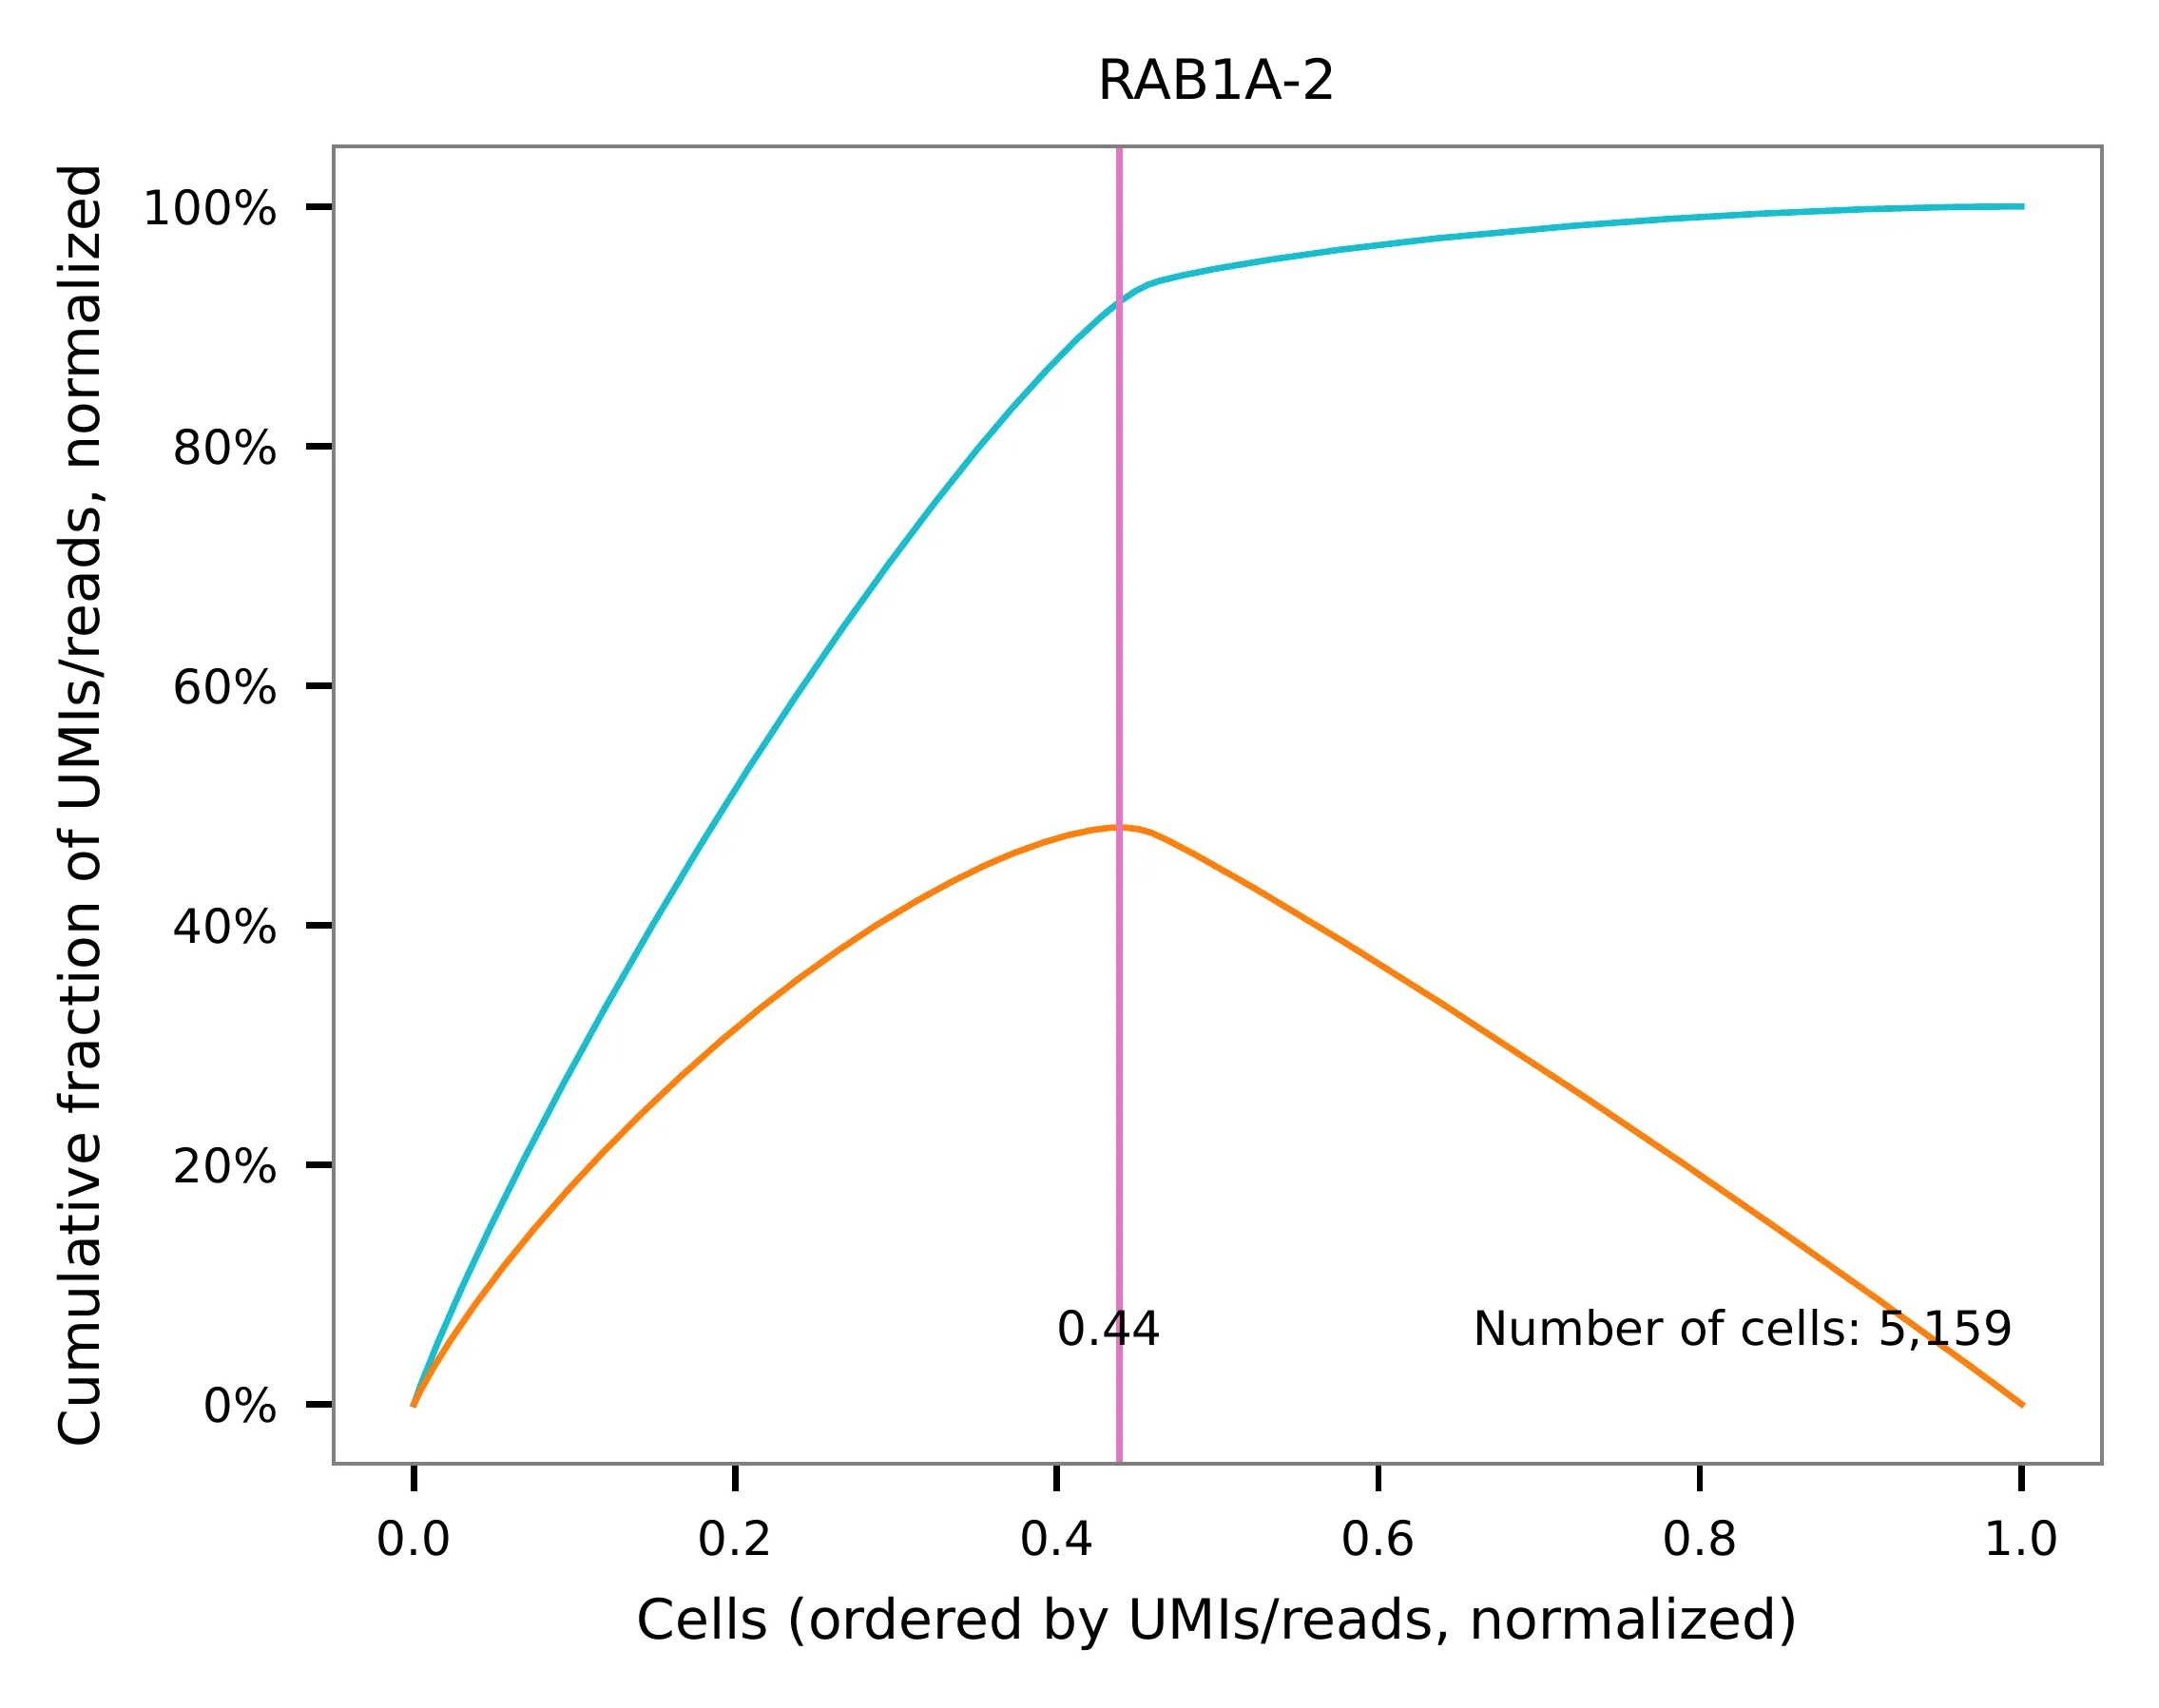 RAB1A-2
Cumulative fraction of UMIs/reads, normalized
100%
80%
60%
40%
20%
0%
0.44
Number of cells: 5,159
0.0 0.2 0.4 0.6 0.8 1.0
Cells (ordered by UMIs/reads, normalized)